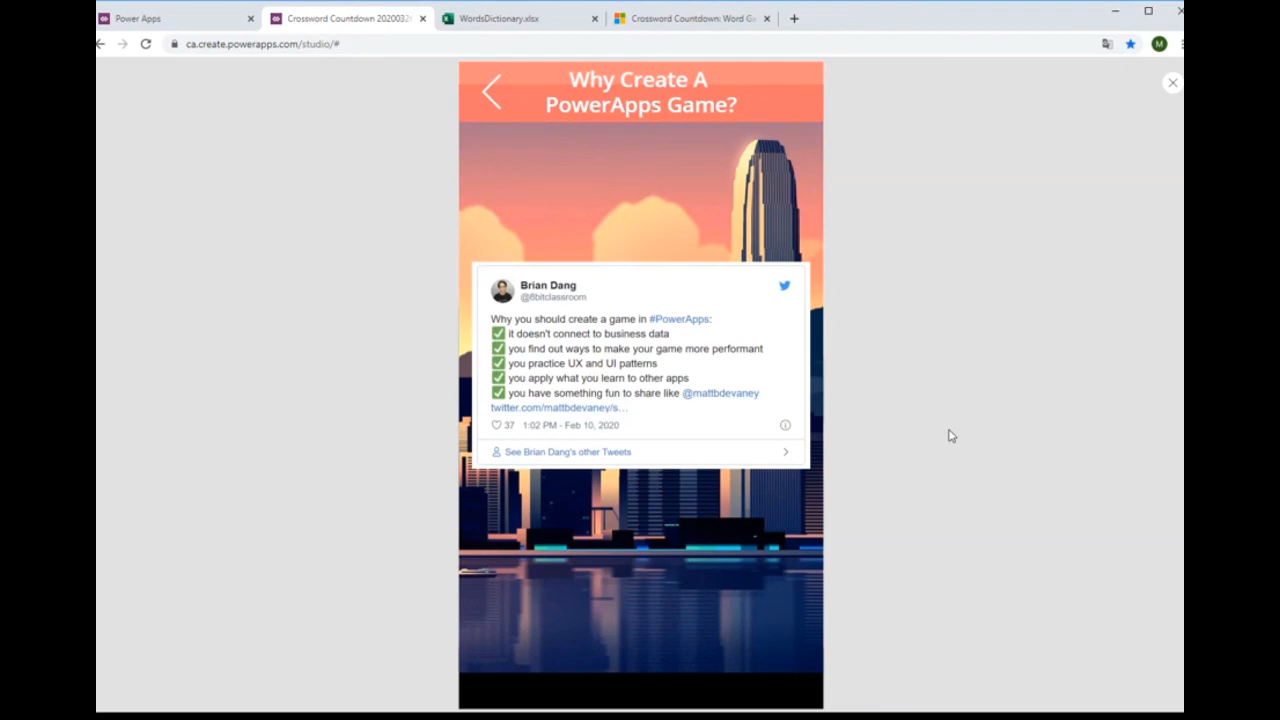 Power Apps
Crossword Countdown 2020032
WordsDictionary.xlsx
Crossword Countdown: Word G
ca.create.powerapps.com/studio/#
M
Why Create A
PowerApps Game?
Brian Dang
@8bitclassroom
Why you should create a game in #PowerApps:
✅ it doesn't connect to business data
✅ you find out ways to make your game more performant
✅ you practice UX and UI patterns
✅ you apply what you learn to other apps
✅ you have something fun to share like @mattbdevaney
twitter.com/mattbdevaney/s…
37 1:02 PM - Feb 10, 2020
See Brian Dang's other Tweets